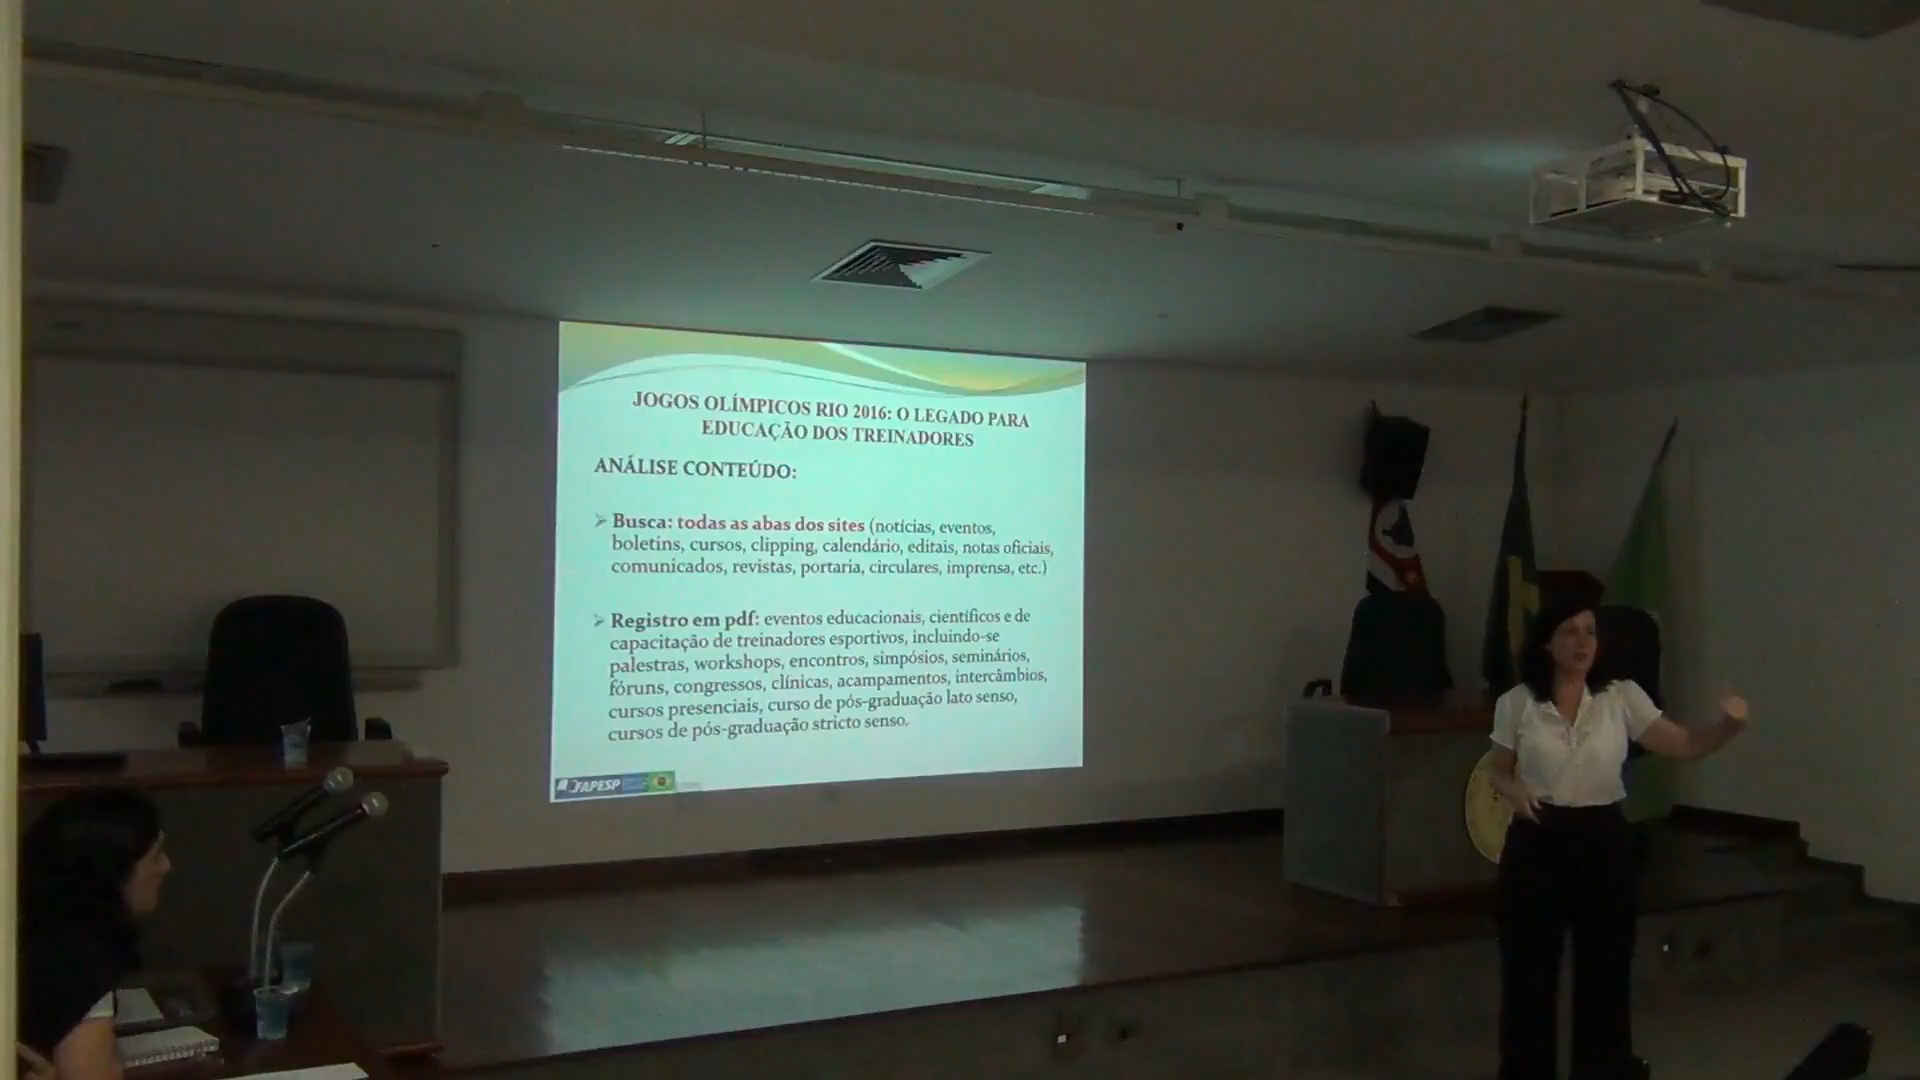 JOGOS OLÍMPICOS RIO 2016: O LEGADO PARA
EDUCAÇÃO DOS TREINADORES
ANÁLISE CONTEÚDO:
Busca: todas as abas dos sites (notícias, eventos,
boletins, cursos, clipping, calendário, editais, notas oficiais,
comunicados, revistas, portaria, circulares, imprensa, etc.)
Registro em pdf: eventos educacionais, científicos e de
capacitação de treinadores esportivos, incluindo-se
palestras, workshops, encontros, simpósios, seminários,
fóruns, congressos, clínicas, acampamentos, intercâmbios,
cursos presenciais, curso de pós-graduação lato senso,
cursos de pós-graduação stricto senso.
FAPESP